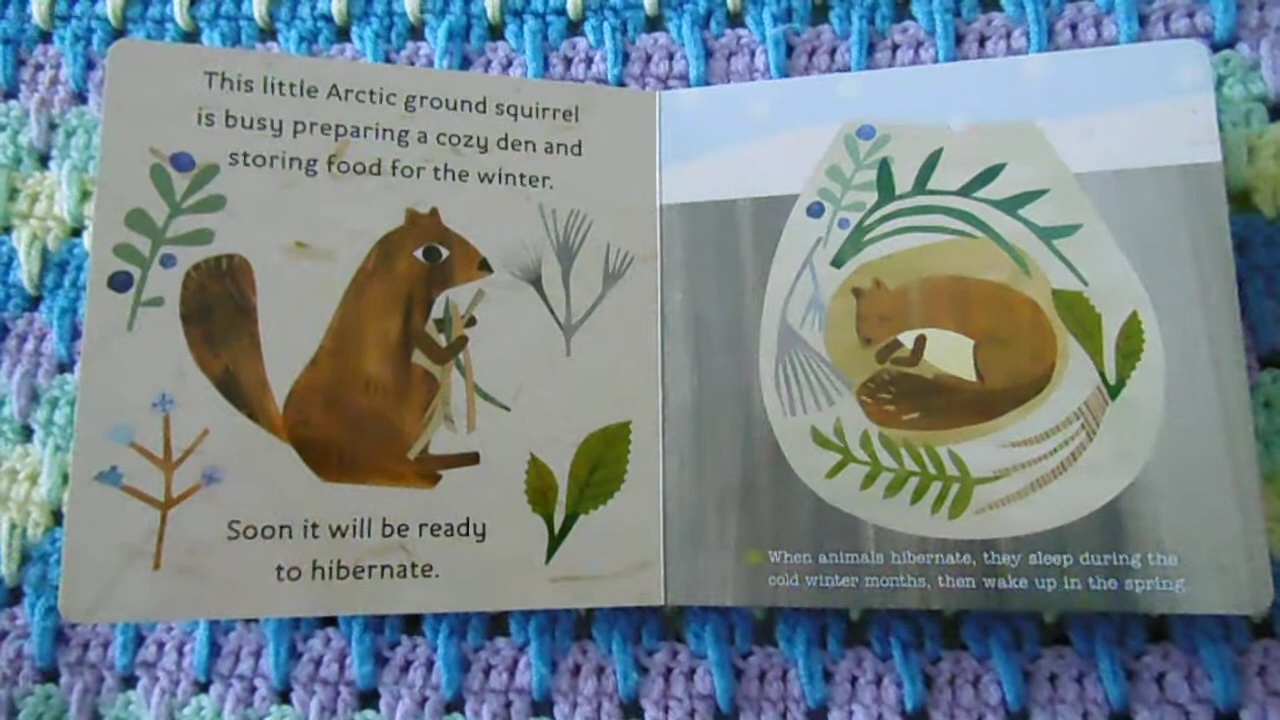 This little Arctic ground squirrel
is busy preparing a cozy den and
storing food for the winter.
Soon it will be ready
to hibernate.
When animals hibernate, they sleep during the
cold winter months, then wake up in the spring.